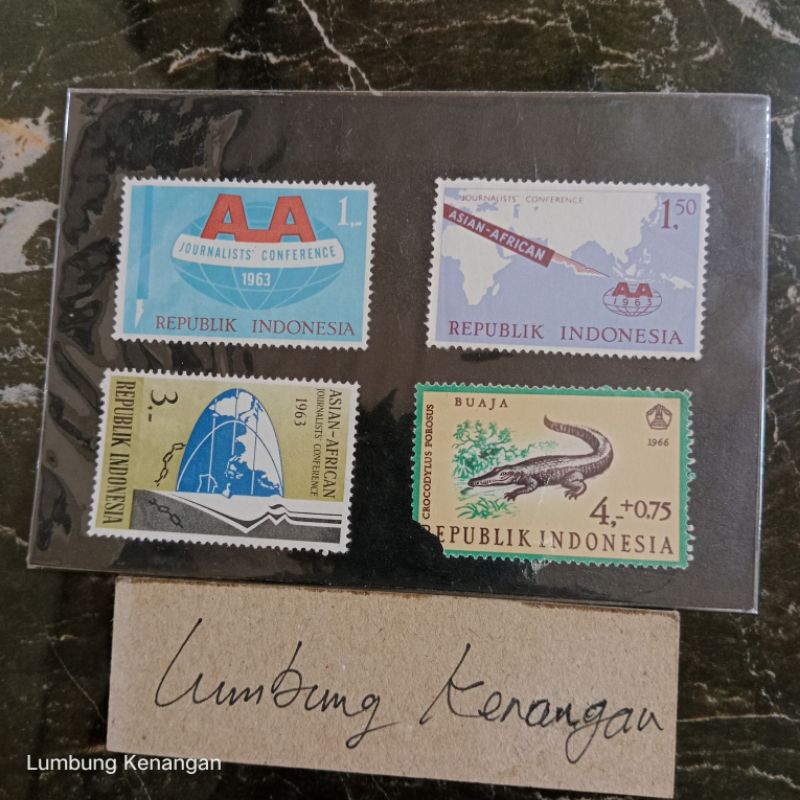 AA
JOURNALISTS' CONFERENCE
1963
1,-
REPUBLIK INDONESIA
JOURNALISTS' CONFERENCE
1,50
ASIAN-AFRICAN
AA
1963
REPUBLIK INDONESIA
3,-
REPUBLIK INDONESIA
ASIAN-AFRICAN
JOURNALISTS' CONFERENCE
1963
BUAJA
CROCODYLUS POROSUS
1966
4,-+0,75
REPUBLIK INDONESIA
Lumbung Kenangan
Lumbung Kenangan